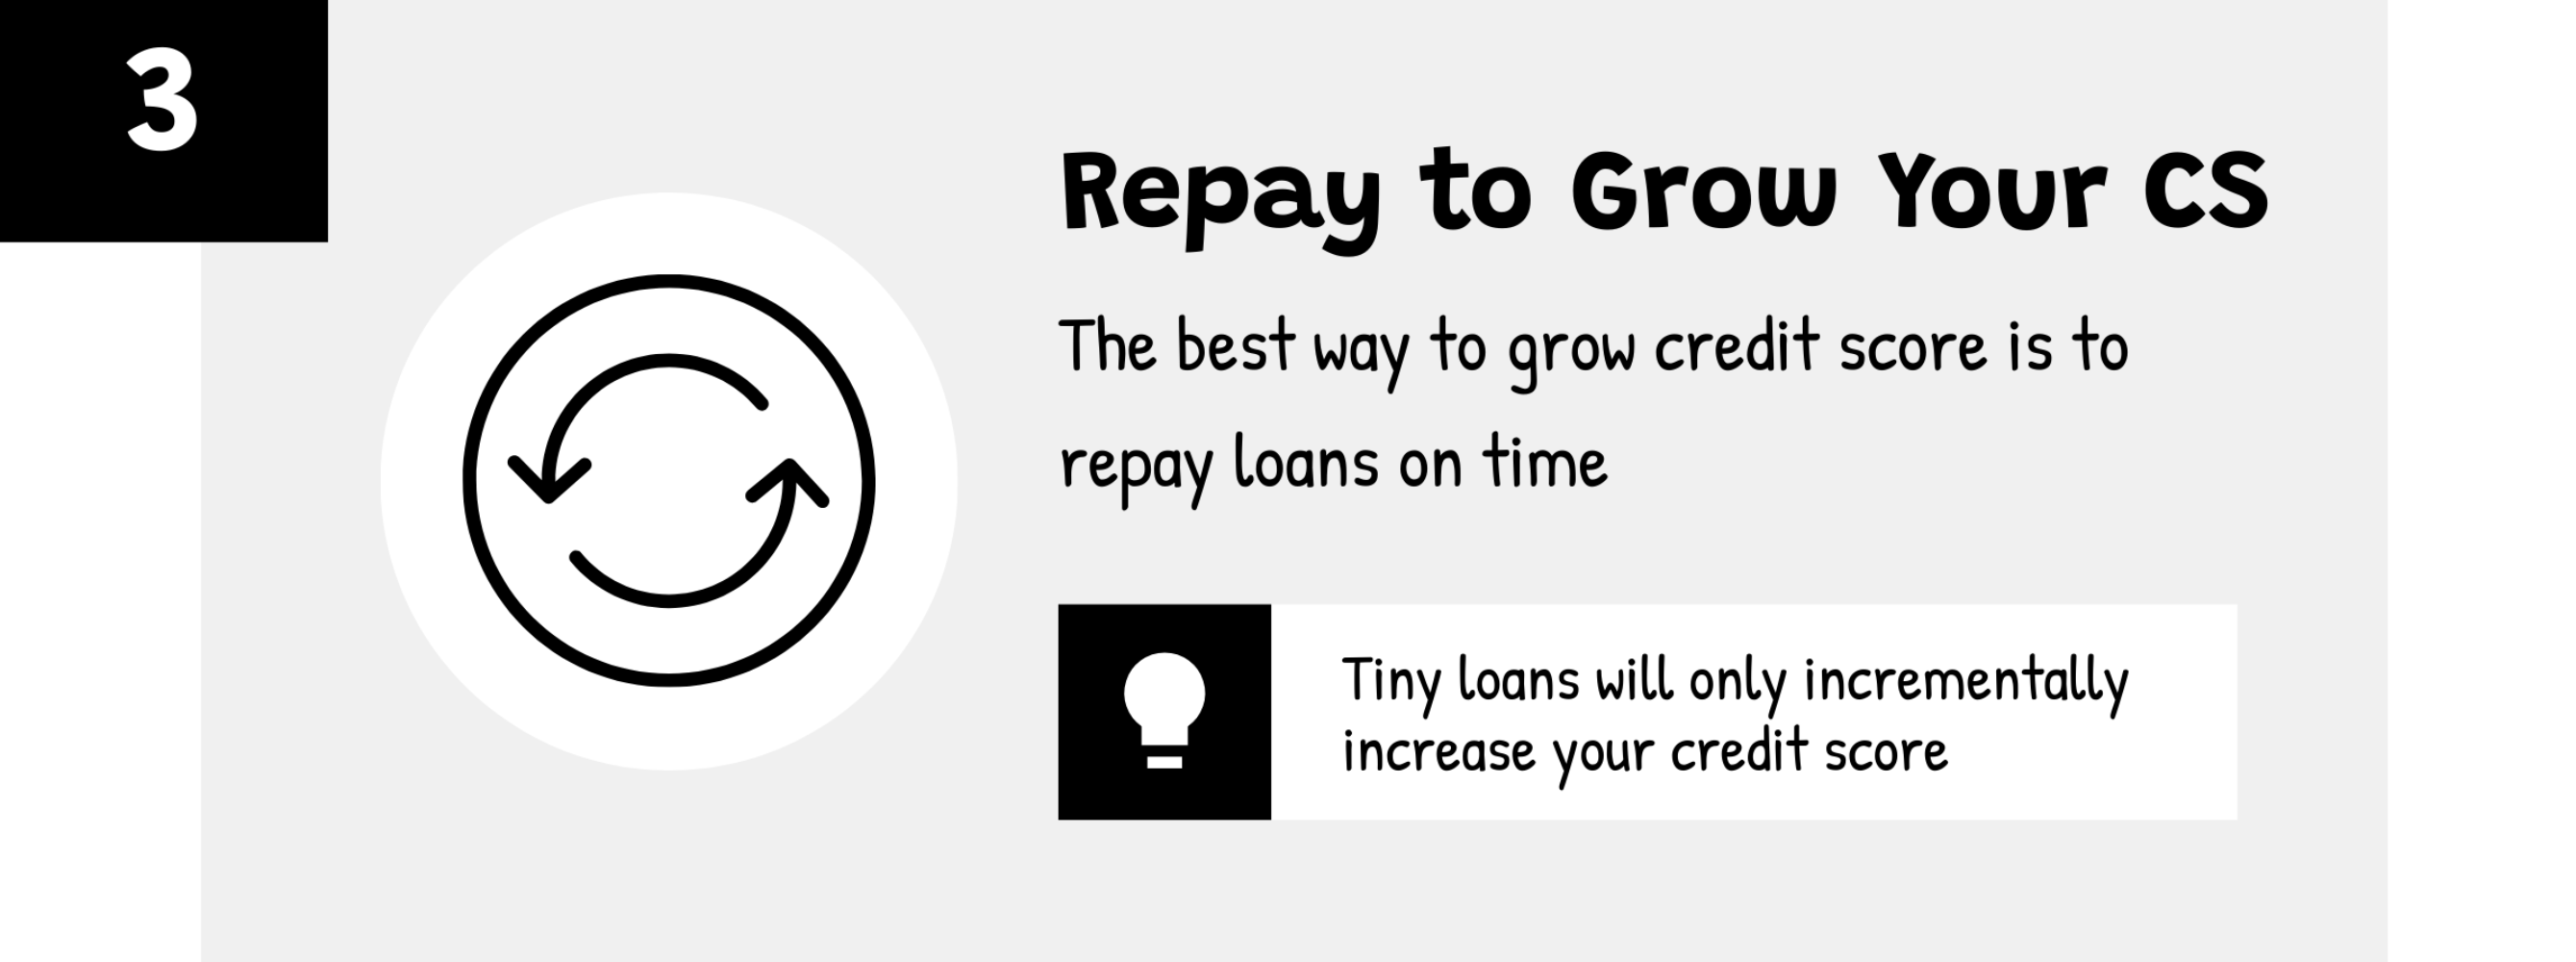 3
Repay to Grow Your CS
The best way to grow credit score is to
repay loans on time
Tiny loans will only incrementally
increase your credit score